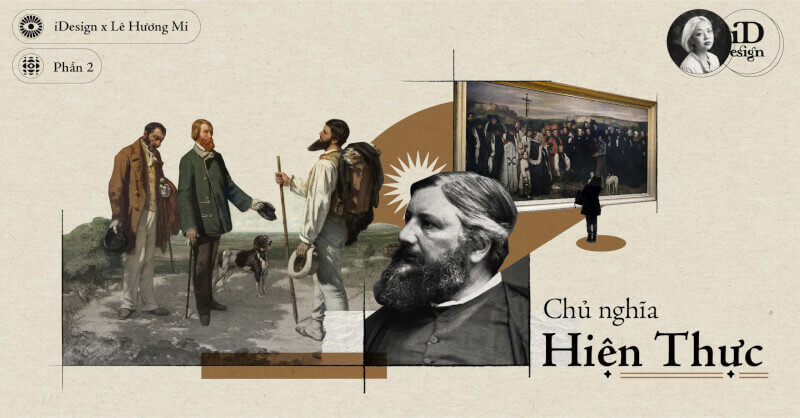 iDesign x Lê Hương Mi
Phần 2
iD
esign
Chủ nghĩa
Hiện Thực